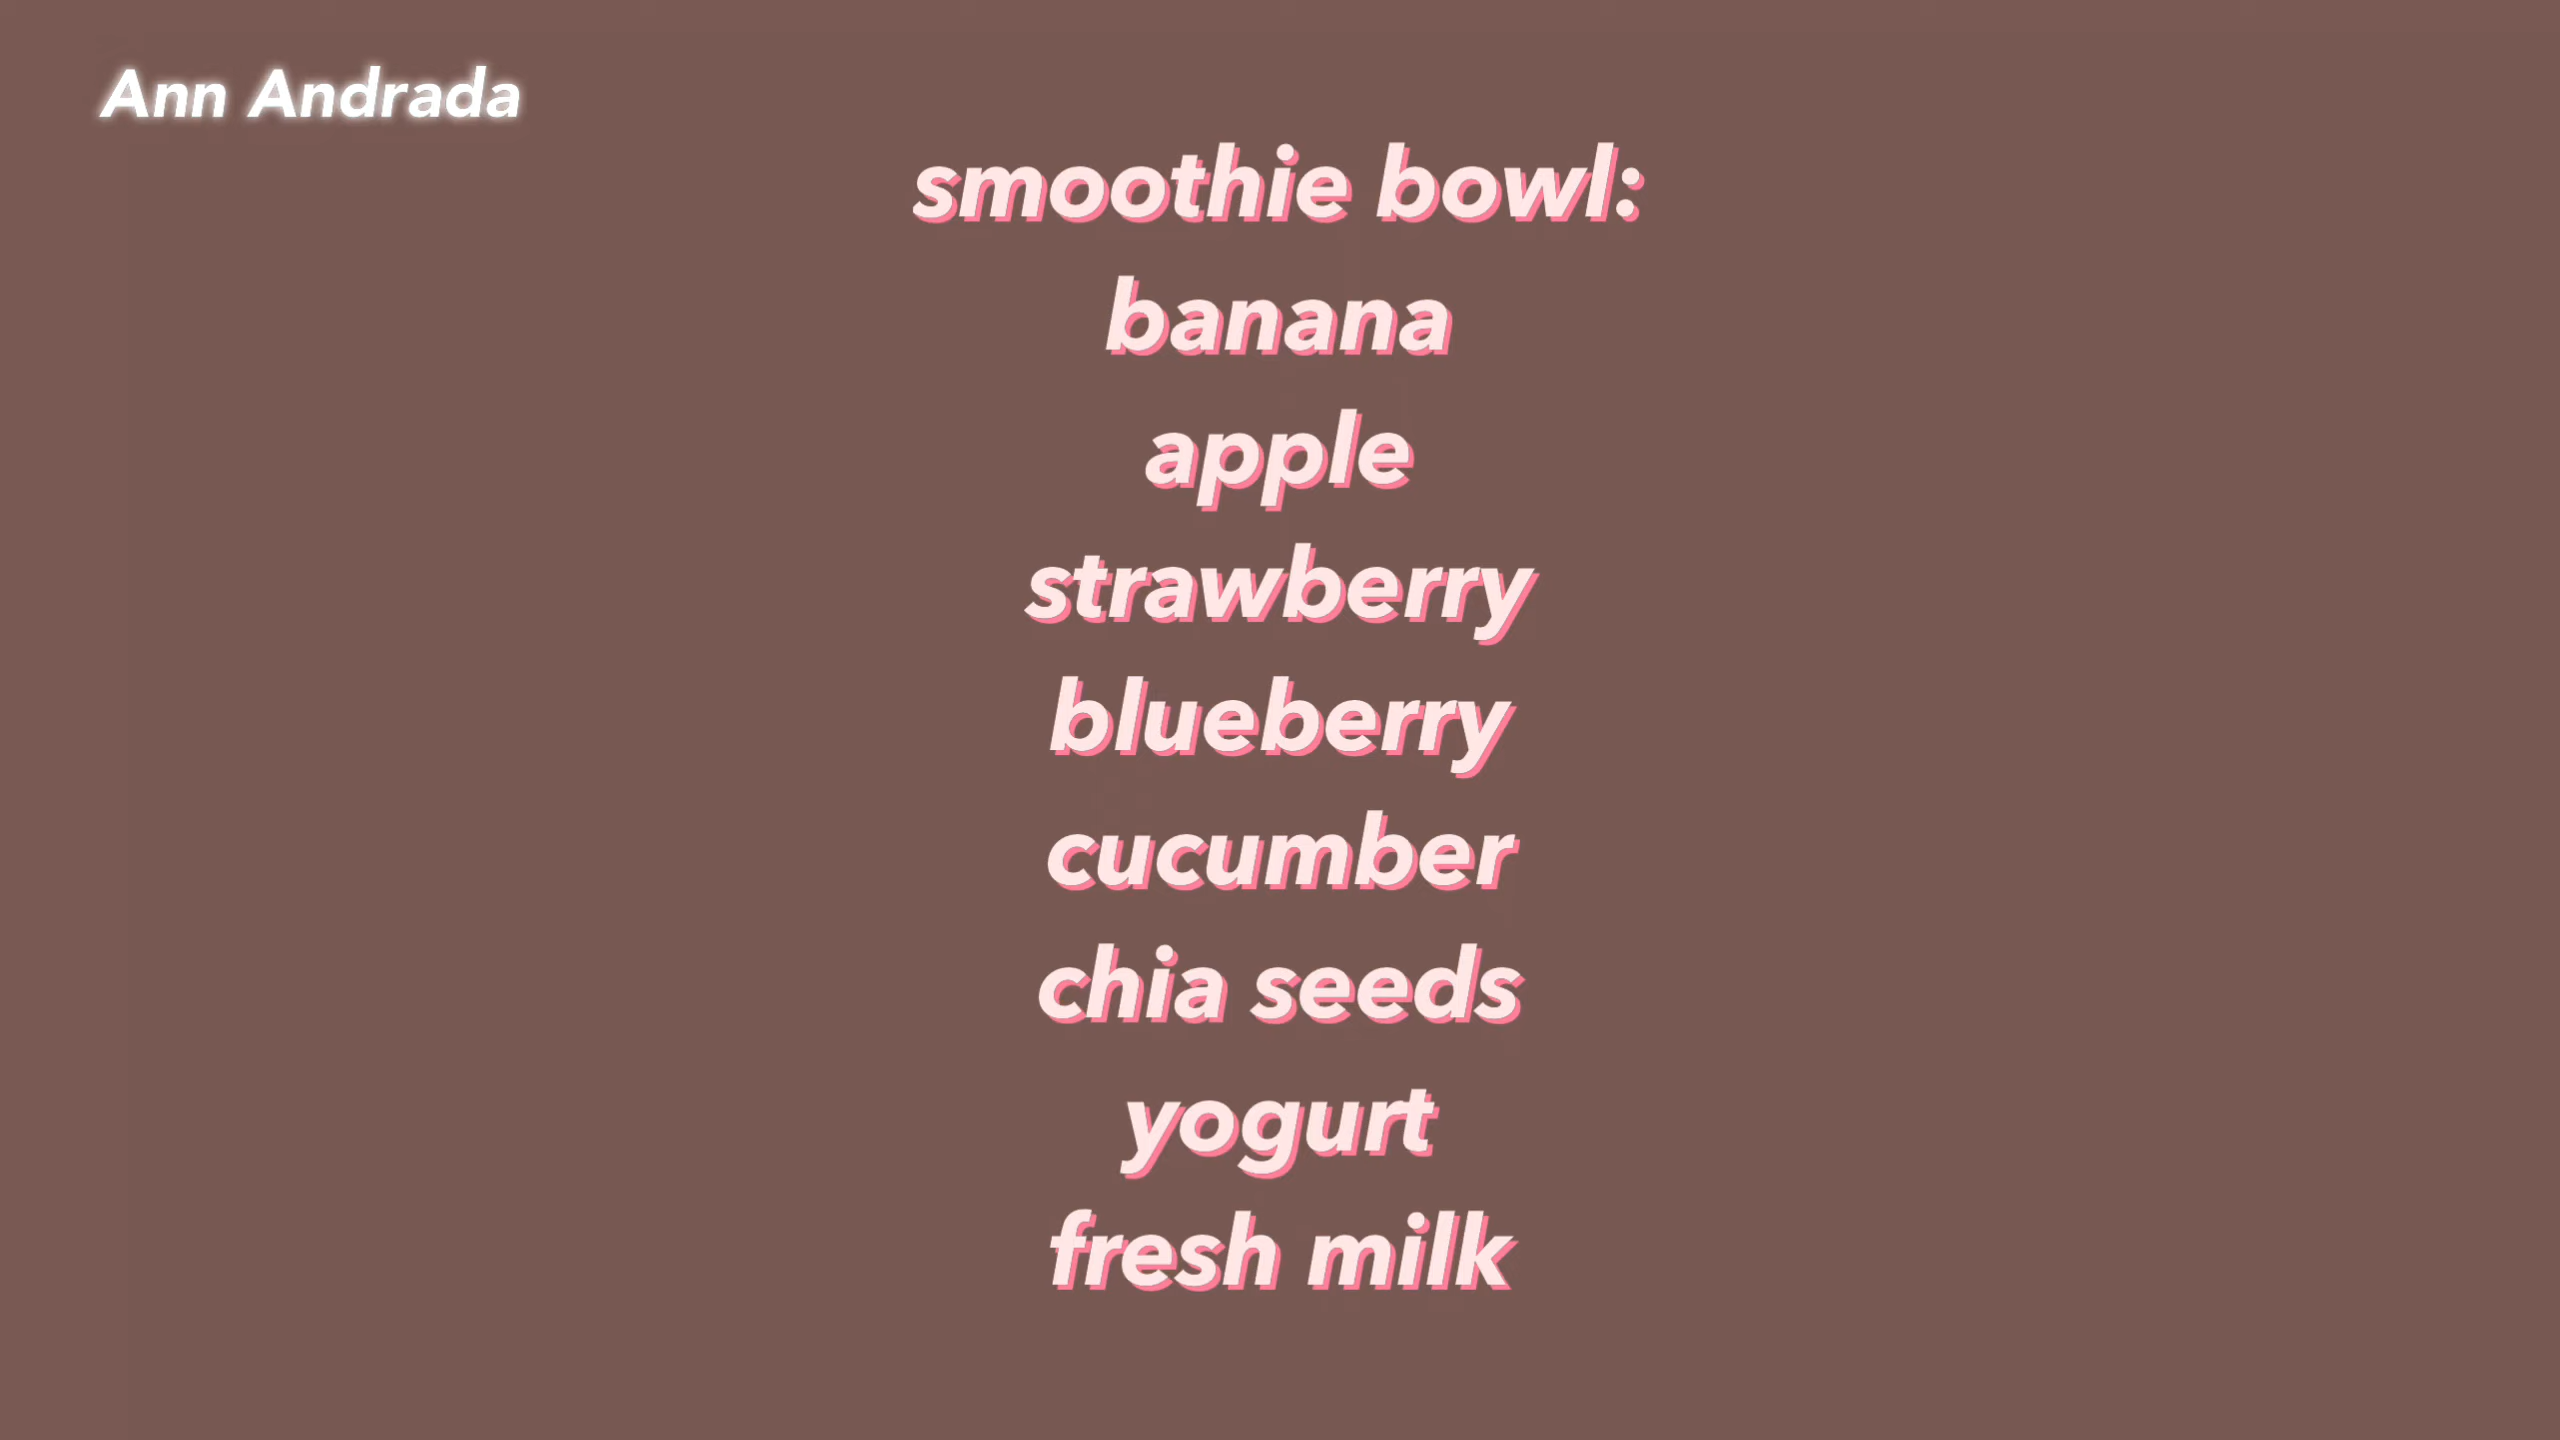 Ann Andrada
smoothie bowl:
banana
apple
strawberry
blueberry
cucumber
chia seeds
yogurt
fresh milk